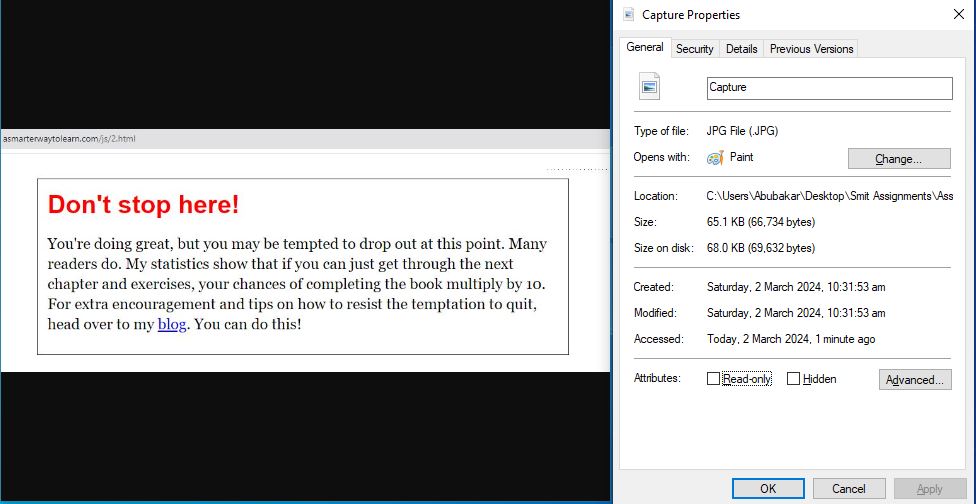 asmarterwaytolearn.com/js/2.html
Don't stop here!
You're doing great, but you may be tempted to drop out at this point. Many
readers do. My statistics show that if you can just get through the next
chapter and exercises, your chances of completing the book multiply by 10.
For extra encouragement and tips on how to resist the temptation to quit,
head over to my blog. You can do this!
Capture Properties
General Security Details Previous Versions
Capture
Type of file: JPG File (.JPG)
Opens with: Paint Change...
Location: C:\Users\Abubakar\Desktop\Smit Assignments\Ass
Size: 65.1 KB (66,734 bytes)
Size on disk: 68.0 KB (69,632 bytes)
Created: Saturday, 2 March 2024, 10:31:53 am
Modified: Saturday, 2 March 2024, 10:31:53 am
Accessed: Today, 2 March 2024, 1 minute ago
Attributes: Read-only Hidden Advanced...
OK Cancel Apply